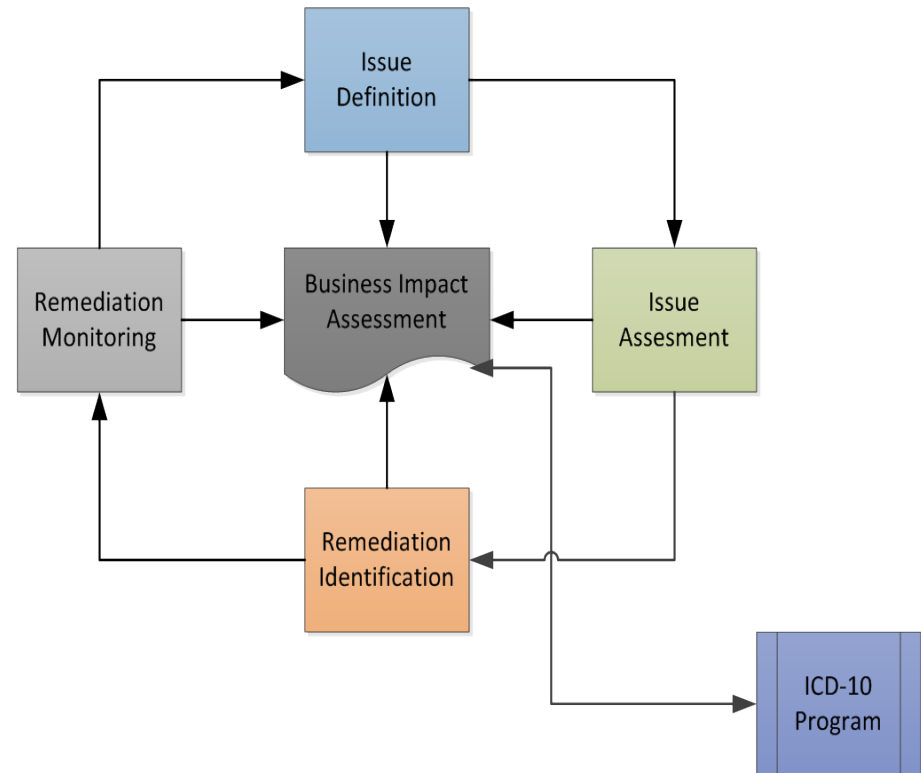 Issue
Definition
Business Impact
Assessment
Remediation
Monitoring
Issue
Assesment
Remediation
Identification
ICD-10
Program